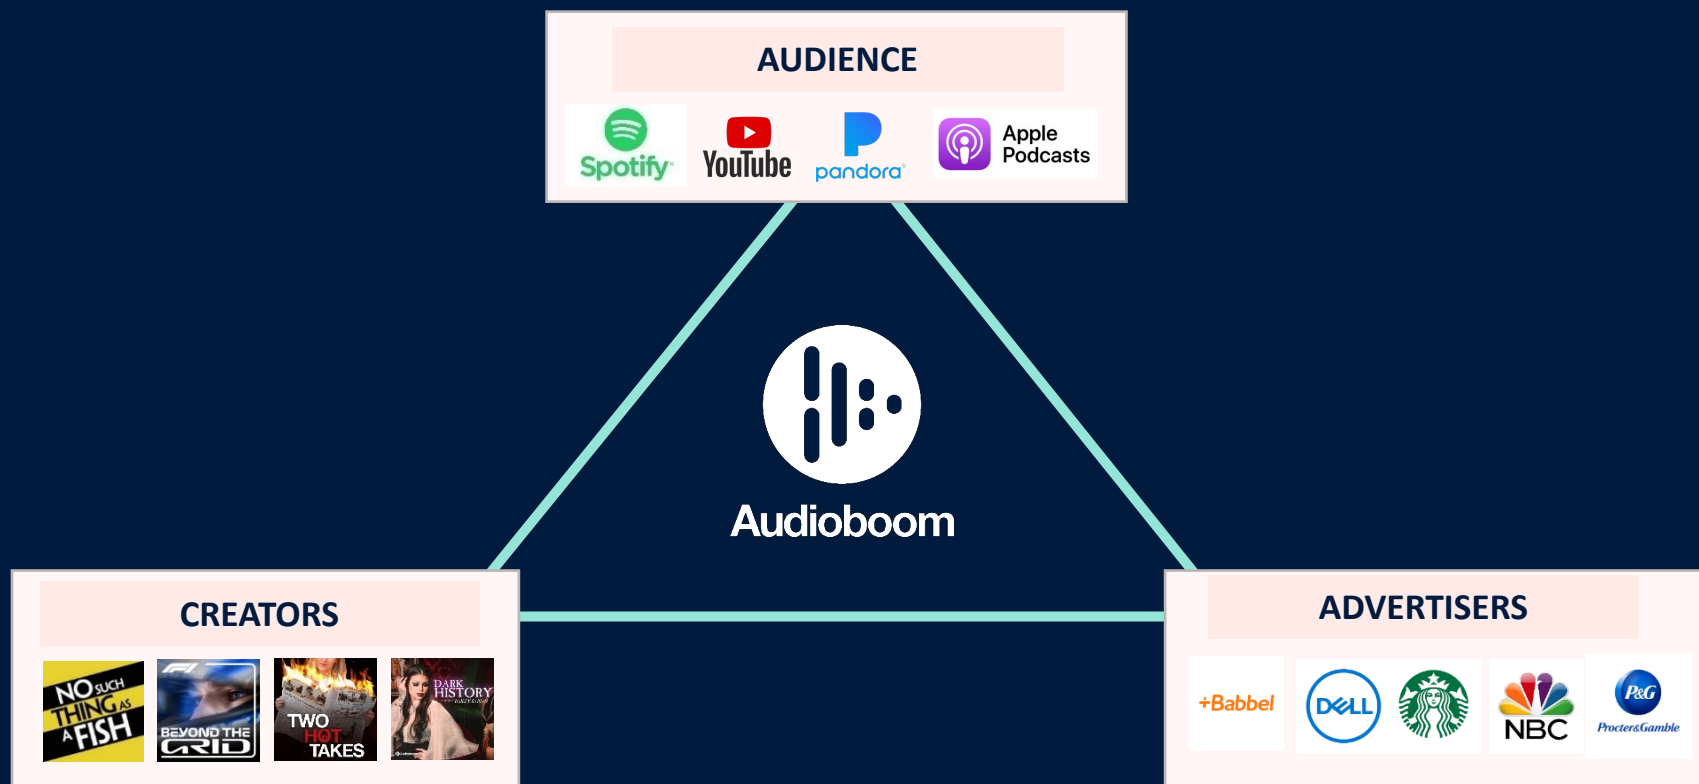 AUDIENCE
Spotify
YouTube
pandora
Apple
Podcasts
Audioboom
CREATORS
NO SUCH
THING AS
A FISH
F1
BEYOND THE
GRID
TWO
HOT
TAKES
DARK
HISTORY
ADVERTISERS
+Babbel
DELL
NBC
P&G
Procter&Gamble